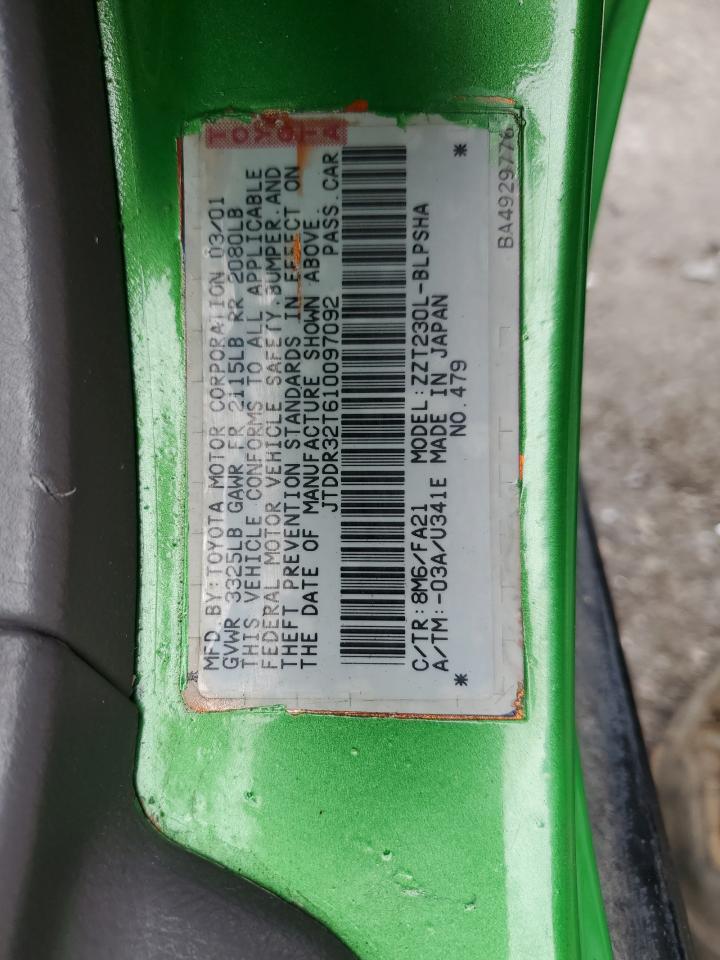 TOYOTA
MFD. BY: TOYOTA MOTOR CORPORATION 03/01
GVWR 3325LB GAWR FR 2115LB RR 2080LB
THIS VEHICLE CONFORMS TO ALL APPLICABLE
FEDERAL MOTOR VEHICLE SAFETY, BUMPER, AND
THEFT PREVENTION STANDARDS IN EFFECT ON
THE DATE OF MANUFACTURE SHOWN ABOVE.
JTDDR32T610097092 PASS. CAR
C/TR:8M6/FA21 MODEL:ZZT230L-BLPSHA
A/TM:-03A/U341E MADE IN JAPAN
* NO. 479 *
BA4929776